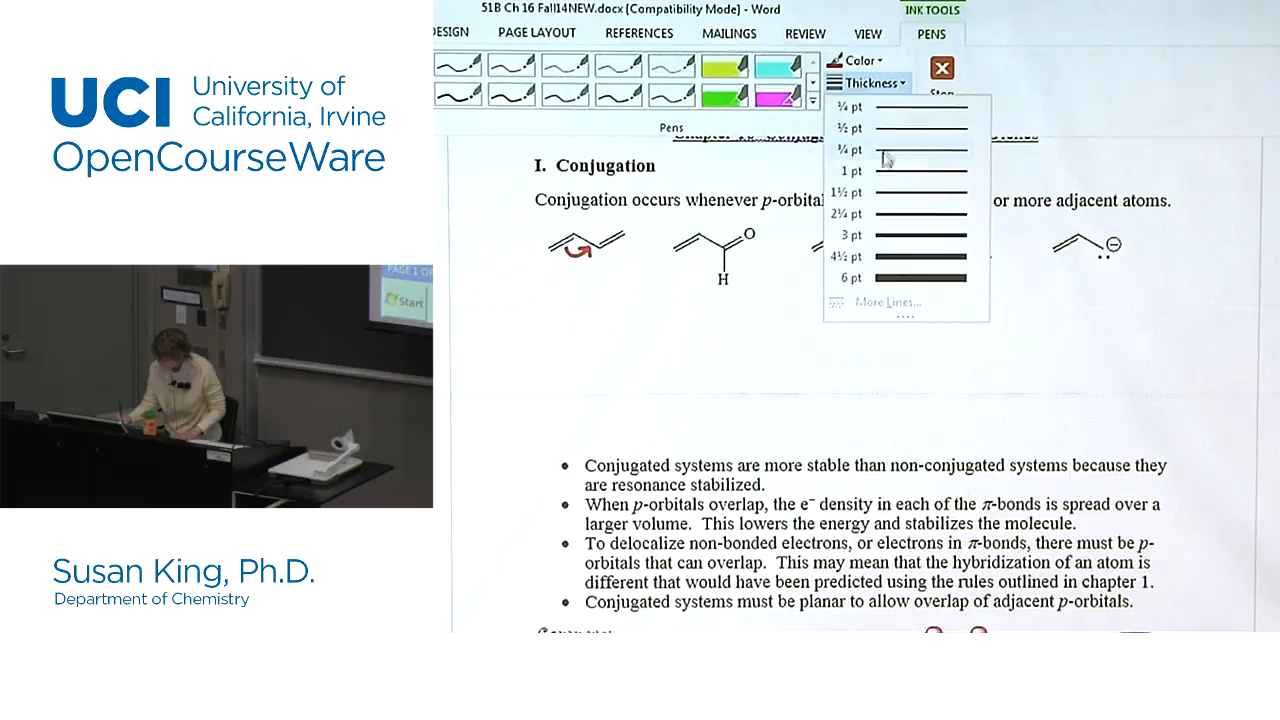 51B Ch 16 Fall14NEW.docx [Compatibility Mode] - Word
INK TOOLS
ESIGN PAGE LAYOUT REFERENCES MAILINGS REVIEW VIEW PENS
Color
Thickness
Pens
¼ pt
½ pt
¾ pt
1 pt
1½ pt
2¼ pt
3 pt
4½ pt
6 pt
More Lines...
UCI University of
California, Irvine
OpenCourseWare
PAGE 1 OF
Start
Susan King, Ph.D.
Department of Chemistry
I. Conjugation
Conjugation occurs whenever p-orbital or more adjacent atoms.
O
H
• Conjugated systems are more stable than non-conjugated systems because they
are resonance stabilized.
• When p-orbitals overlap, the e⁻ density in each of the π-bonds is spread over a
larger volume. This lowers the energy and stabilizes the molecule.
• To delocalize non-bonded electrons, or electrons in π-bonds, there must be p-
orbitals that can overlap. This may mean that the hybridization of an atom is
different that would have been predicted using the rules outlined in chapter 1.
• Conjugated systems must be planar to allow overlap of adjacent p-orbitals.